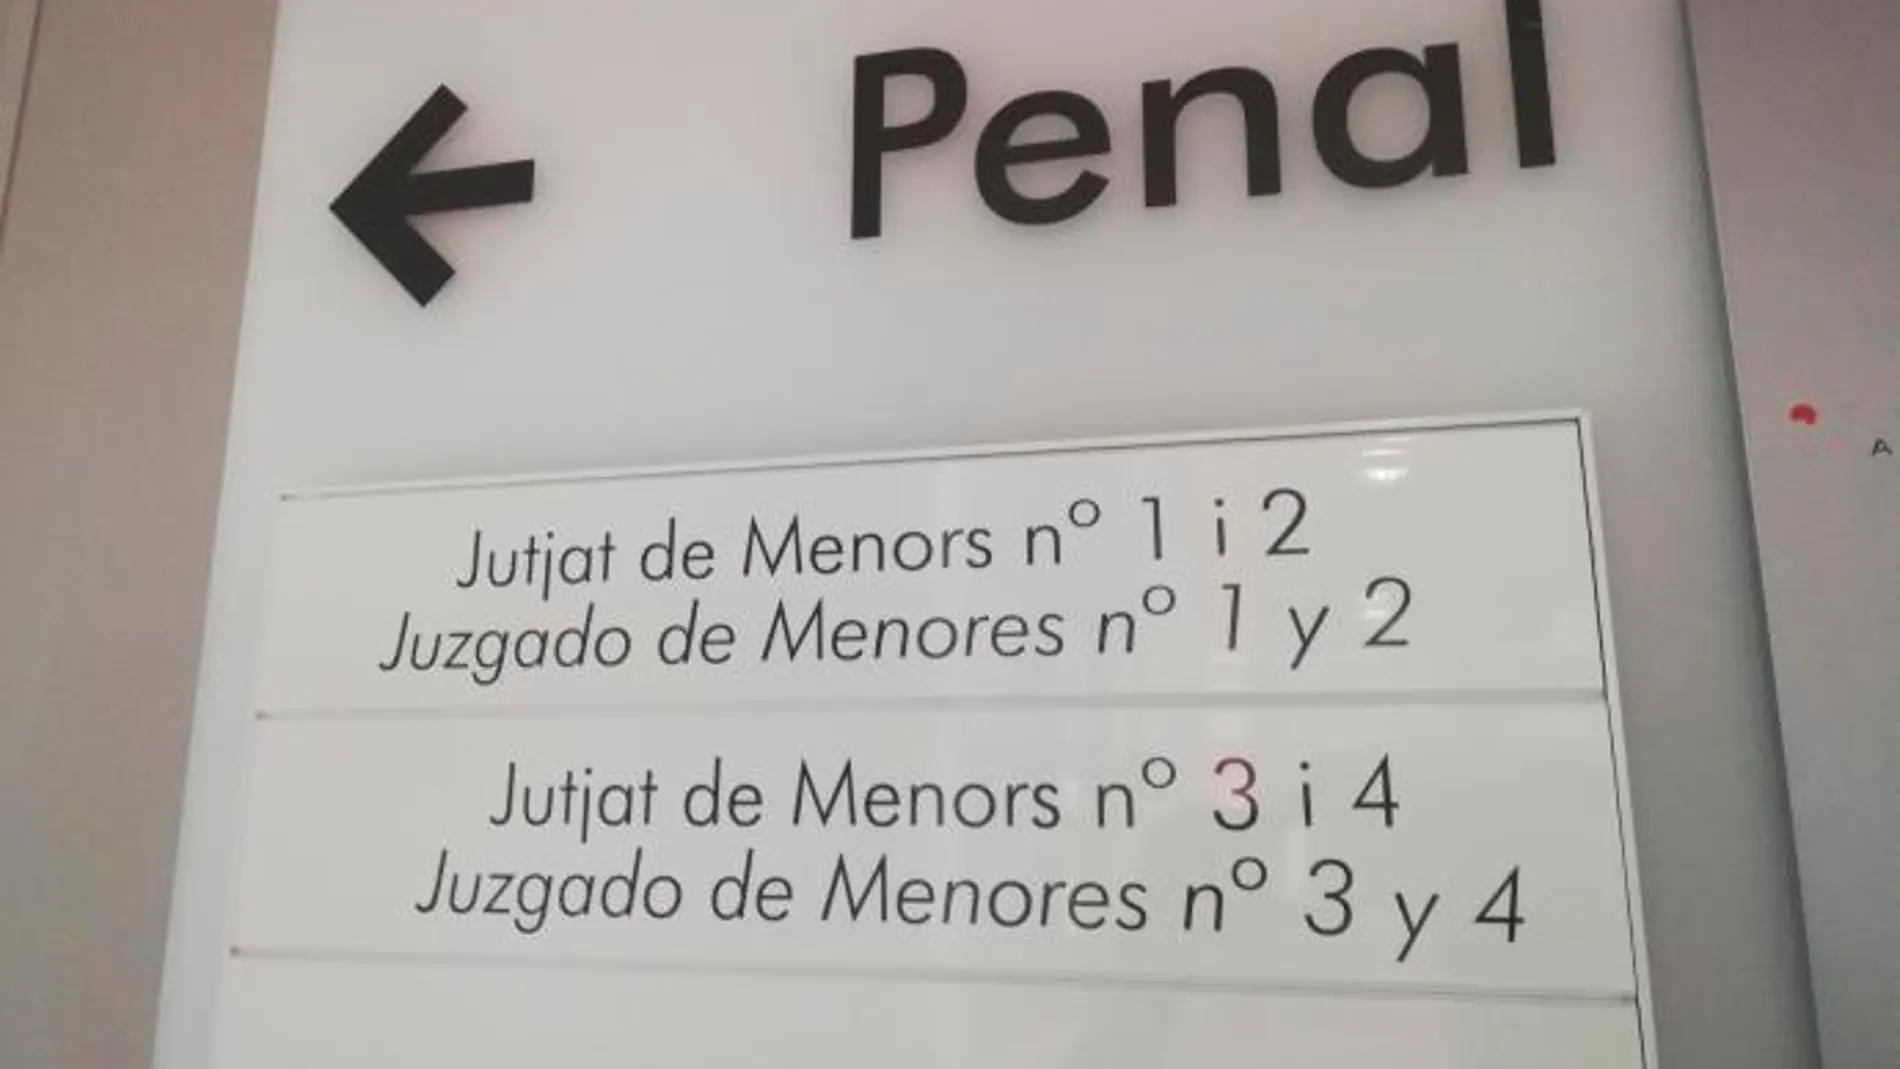 Penal
Jutjat de Menors nº 1 i 2
Juzgado de Menores nº 1 y 2
Jutjat de Menors nº 3 i 4
Juzgado de Menores nº 3 y 4
A